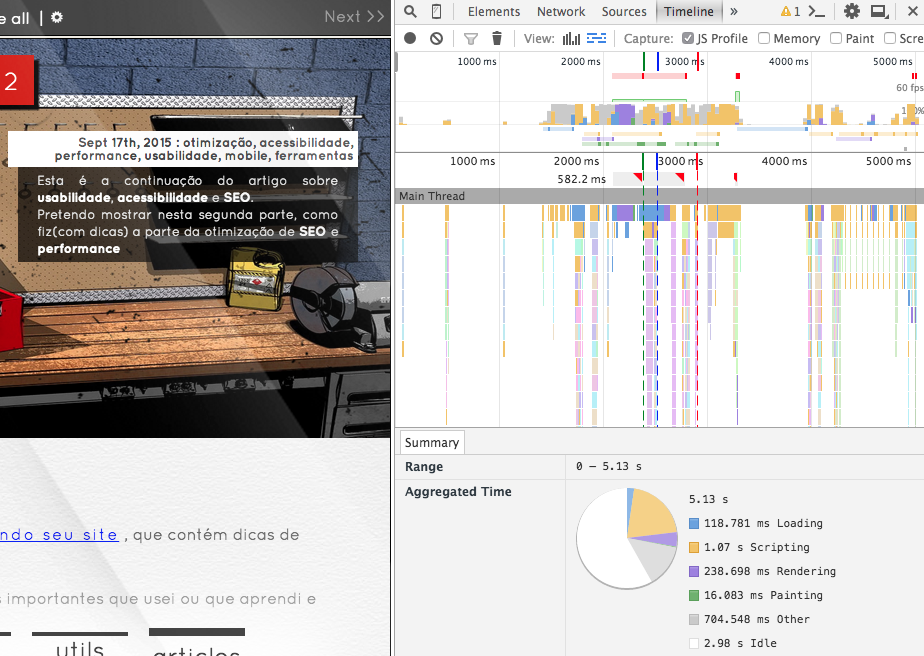 e all | Next >>
2
Sept 17th, 2015 : otimização, acessibilidade,
performance, usabilidade, mobile, ferramentas
Esta é a continuação do artigo sobre
usabilidade, acessibilidade e SEO.
Pretendo mostrar nesta segunda parte, como
fiz(com dicas) a parte da otimização de SEO e
performance
ndo seu site , que contém dicas de
s importantes que usei ou que aprendi e
utils articles
Elements Network Sources Timeline » 1
View: Capture: JS Profile Memory Paint Scre
1000 ms 2000 ms 3000 ms 4000 ms 5000 ms
60 fps
1000 ms 2000 ms 3000 ms 4000 ms 5000 ms
582.2 ms
Main Thread
Summary
Range 0 – 5.13 s
Aggregated Time
5.13 s
118.781 ms Loading
1.07 s Scripting
238.698 ms Rendering
16.083 ms Painting
704.548 ms Other
2.98 s Idle